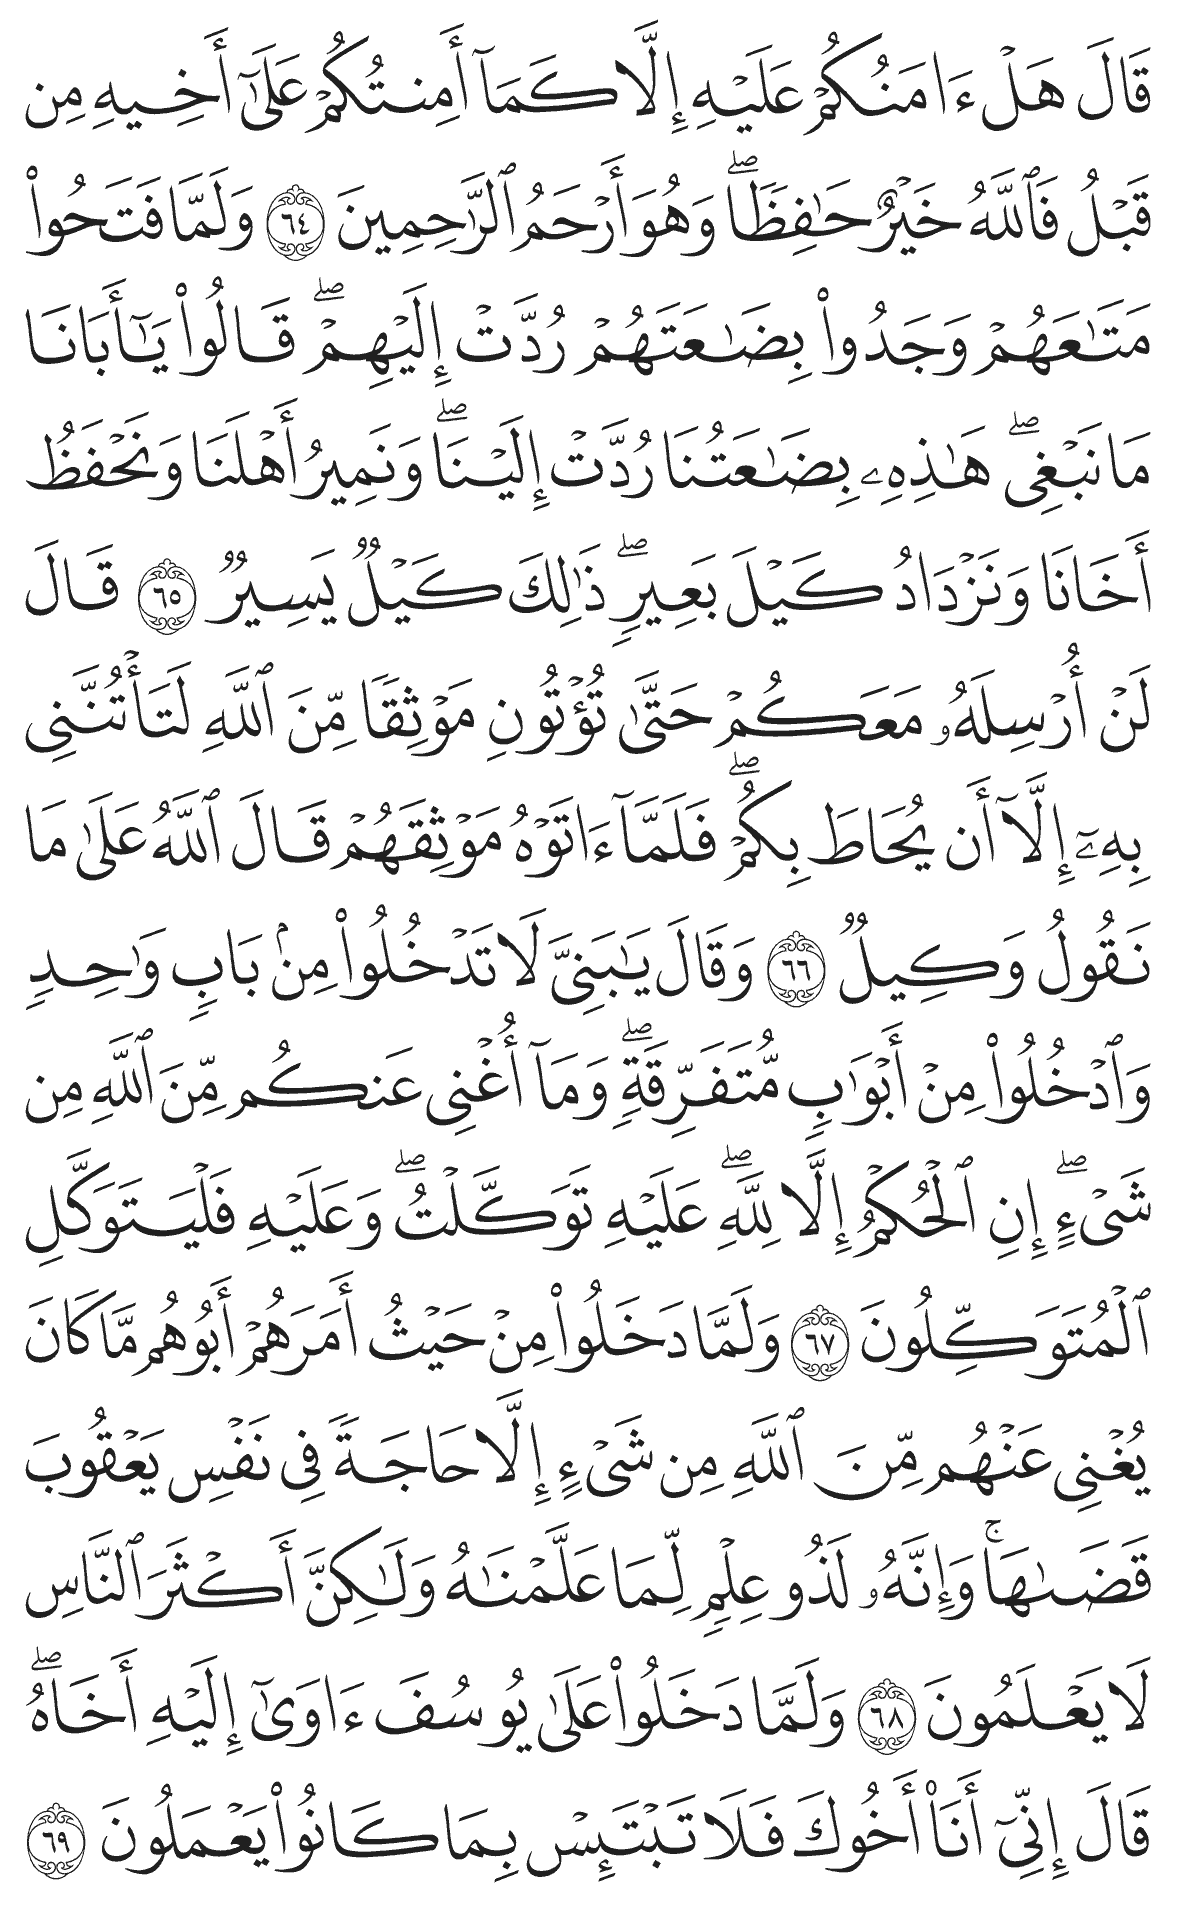 قَالَ هَلْ ءَامَنُكُمْ عَلَيْهِ إِلَّا كَمَآ أَمِنتُكُمْ عَلَىٰٓ أَخِيهِ مِن
قَبْلُ فَٱللَّهُ خَيْرٌ حَٰفِظًاۖ وَهُوَ أَرْحَمُ ٱلرَّٰحِمِينَ ٦٤ وَلَمَّا فَتَحُوا۟
مَتَٰعَهُمْ وَجَدُوا۟ بِضَٰعَتَهُمْ رُدَّتْ إِلَيْهِمْۖ قَالُوا۟ يَٰٓأَبَانَا
مَا نَبْغِىۖ هَٰذِهِۦ بِضَٰعَتُنَا رُدَّتْ إِلَيْنَاۖ وَنَمِيرُ أَهْلَنَا وَنَحْفَظُ
أَخَانَا وَنَزْدَادُ كَيْلَ بَعِيرٍۖ ذَٰلِكَ كَيْلٌ يَسِيرٌ ٦٥ قَالَ
لَنْ أُرْسِلَهُۥ مَعَكُمْ حَتَّىٰ تُؤْتُونِ مَوْثِقًا مِّنَ ٱللَّهِ لَتَأْتُنَّنِى
بِهِۦٓ إِلَّآ أَن يُحَاطَ بِكُمْۖ فَلَمَّآ ءَاتَوْهُ مَوْثِقَهُمْ قَالَ ٱللَّهُ عَلَىٰ مَا
نَقُولُ وَكِيلٌ ٦٦ وَقَالَ يَٰبَنِىَّ لَا تَدْخُلُوا۟ مِنۢ بَابٍ وَٰحِدٍ
وَٱدْخُلُوا۟ مِنْ أَبْوَٰبٍ مُّتَفَرِّقَةٍۖ وَمَآ أُغْنِى عَنكُم مِّنَ ٱللَّهِ مِن
شَىْءٍۖ إِنِ ٱلْحُكْمُ إِلَّا لِلَّهِۖ عَلَيْهِ تَوَكَّلْتُۖ وَعَلَيْهِ فَلْيَتَوَكَّلِ
ٱلْمُتَوَكِّلُونَ ٦٧ وَلَمَّا دَخَلُوا۟ مِنْ حَيْثُ أَمَرَهُمْ أَبُوهُم مَّا كَانَ
يُغْنِى عَنْهُم مِّنَ ٱللَّهِ مِن شَىْءٍ إِلَّا حَاجَةً فِى نَفْسِ يَعْقُوبَ
قَضَىٰهَاۚ وَإِنَّهُۥ لَذُو عِلْمٍ لِّمَا عَلَّمْنَٰهُ وَلَٰكِنَّ أَكْثَرَ ٱلنَّاسِ
لَا يَعْلَمُونَ ٦٨ وَلَمَّا دَخَلُوا۟ عَلَىٰ يُوسُفَ ءَاوَىٰٓ إِلَيْهِ أَخَاهُۖ
قَالَ إِنِّىٓ أَنَا۠ أَخُوكَ فَلَا تَبْتَئِسْ بِمَا كَانُوا۟ يَعْمَلُونَ ٦٩